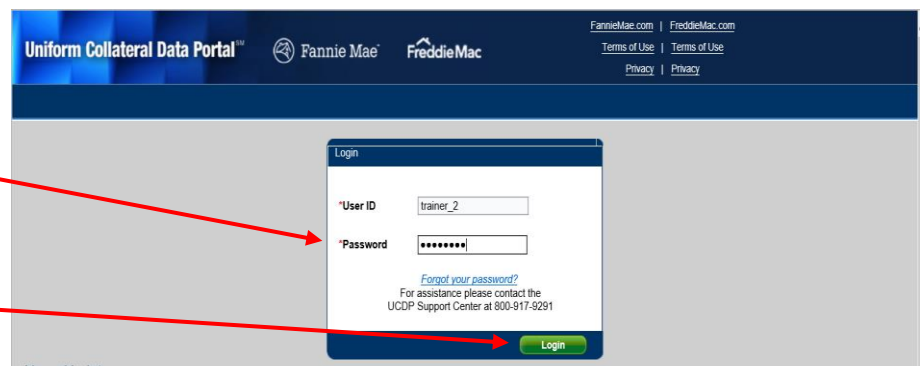 FannieMae.com | FreddieMac.com
Uniform Collateral Data Portal℠ Fannie Mae® Freddie Mac Terms of Use | Terms of Use
Privacy | Privacy
Login
*User ID trainer_2
*Password ••••••••
Forgot your password?
For assistance please contact the
UCDP Support Center at 800-917-9291
Login